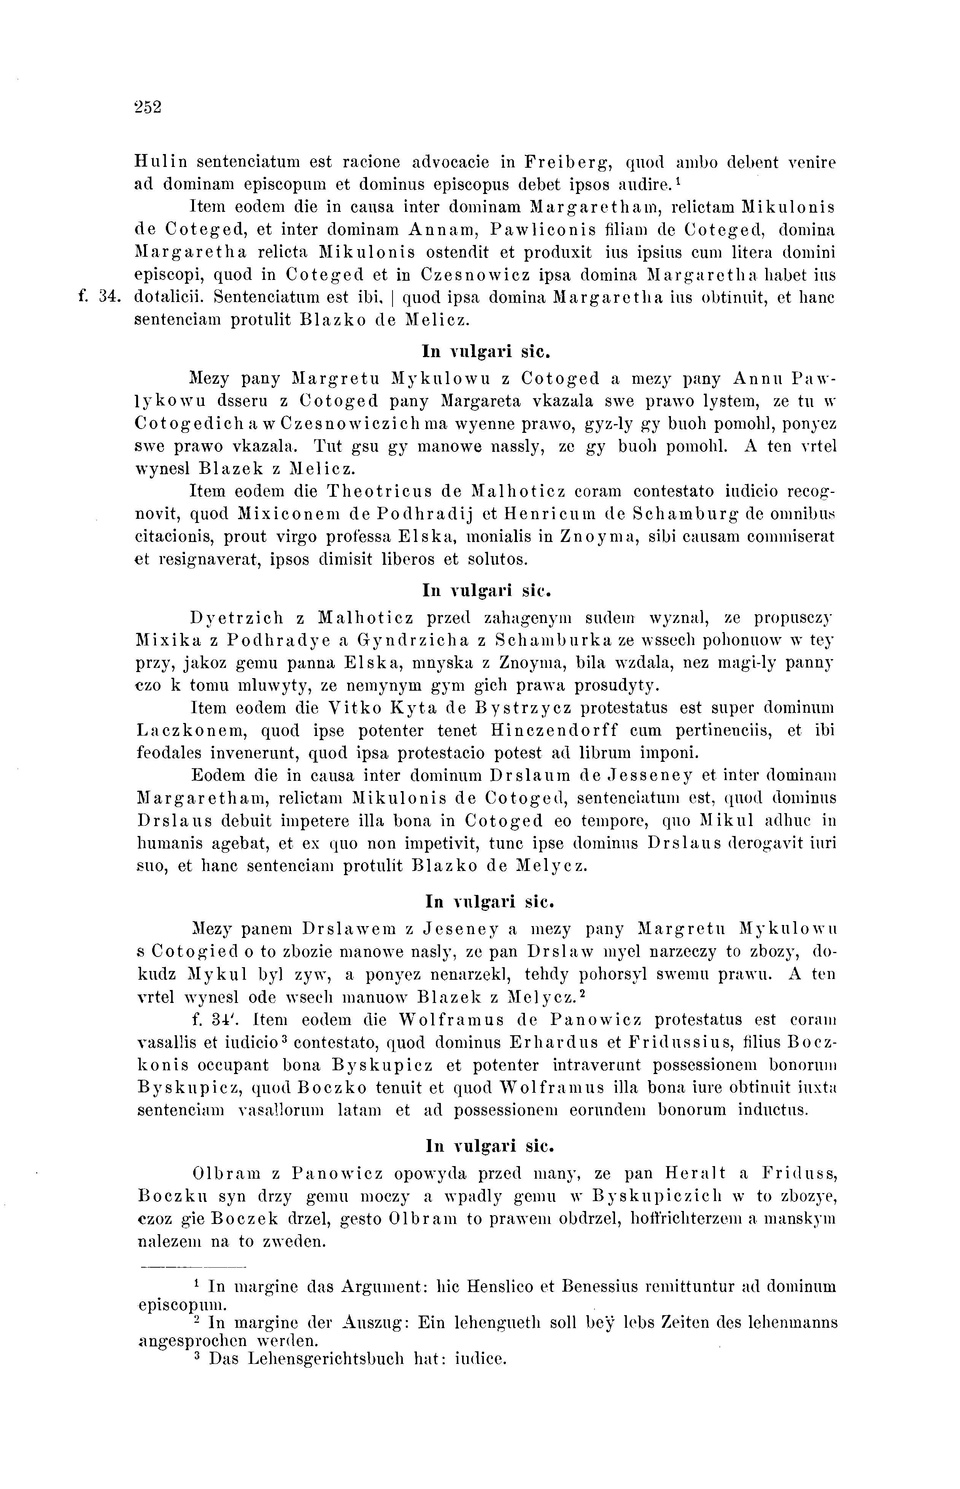 252
Hulin sentenciatum est racione advocacie in Freiberg, quod ambo debent venire
ad dominam episcopum et dominus episcopus debet ipsos audire.¹
Item eodem die in causa inter dominam Margaretham, relictam Mikulonis
de Coteged, et inter dominam Annam, Pawliconis filiam de Coteged, domina
Margaretha relicta Mikulonis ostendit et produxit ius ipsius cum litera domini
episcopi, quod in Coteged et in Czesnowicz ipsa domina Margaretha habet ius
f. 34. dotalicii. Sentenciatum est ibi, | quod ipsa domina Margaretha ius obtinuit, et hanc
sentenciam protulit Blazko de Melicz.
In vulgari sic.
Mezy pany Margretu Mykulowu z Cotoged a mezy pany Annu Paw-
lykowu dsseru z Cotoged pany Margareta vkazala swe prawo lystem, ze tu w
Cotogedich a w Czesnowiczich ma wyenne prawo, gyz-ly gy buoh pomohl, ponycz
swe prawo vkazala. Tut gsu gy manowe nassly, ze gy buoh pomohl. A ten vrtel
wynesl Blazek z Melicz.
Item eodem die Theotricus de Malhoticz coram contestato iudicio recog-
novit, quod Mixiconem de Podhradij et Henricum de Schamburg de omnibus
citacionis, prout virgo professa Elska, monialis in Znoyma, sibi causam commiserat
et resignaverat, ipsos dimisit liberos et solutos.
In vulgari sic.
Dyetrzich z Malhoticz przed zahagenym sudem wyznal, ze propusczy
Mixika z Podhradye a Gyndrzicha z Schamburka ze wssech pohonuow w tey
przy, jakoz gemu panna Elska, mnyska z Znoyma, bila wzdala, nez magi-ly panny
czo k tomu mluwyty, ze nemynym gym gich prawa prosudyty.
Item eodem die Vitko Kyta de Bystrzycz protestatus est super dominum
Laczkonem, quod ipse potenter tenet Hinczendorff cum pertinenciis, et ibi
feodales invenerunt, quod ipsa protestacio potest ad librum imponi.
Eodem die in causa inter dominum Drslaum de Jesseney et inter dominam
Margaretham, relictam Mikulonis de Cotoged, sentenciatum est, quod dominus
Drslaus debuit impetere illa bona in Cotoged eo tempore, quo Mikul adhuc in
humanis agebat, et ex quo non impetivit, tunc ipse dominus Drslaus derogavit iuri
suo, et hanc sentenciam protulit Blazko de Melycz.
In vulgari sic.
Mezy panem Drslawem z Jeseney a mezy pany Margretu Mykulowu
s Cotogied o to zbozie manowe nasly, ze pan Drslaw myel narzeczy to zbozy, do-
kudz Mykul byl zyw, a ponycz nenarzekl, tehdy pohorsyl swemu prawu. A ten
vrtel wynesl ode wsech manuow Blazek z Melycz.²
f. 34'. Item eodem die Wolframus de Panowicz protestatus est coram
vasallis et iudicio³ contestato, quod dominus Erhardus et Fridussius, filius Bocz-
konis occupant bona Byskupicz et potenter intraverunt possessionem bonorum
Byskupicz, quod Boczko tenuit et quod Wolframus illa bona iure obtinuit iuxta
sentenciam vasallorum latam et ad possessionem eorundem bonorum inductus.
In vulgari sic.
Olbram z Panowicz opowyda przed many, ze pan Heralt a Friduss,
Boczku syn drzy gemu moczy a wpadly gemu w Byskupiczich w to zbozye,
czoz gie Boczek drzel, gesto Olbram to prawem obdrzel, hoffrichterzem a manskym
nalezem na to zweden.
¹ In margine das Argument: hic Henslico et Benessius remittuntur ad dominum
episcopum.
² In margine der Auszug: Ein lehengueth soll beÿ lebs Zeiten des lehenmanns
angesprochen werden.
³ Das Lehensgerichtsbuch hat: iudice.